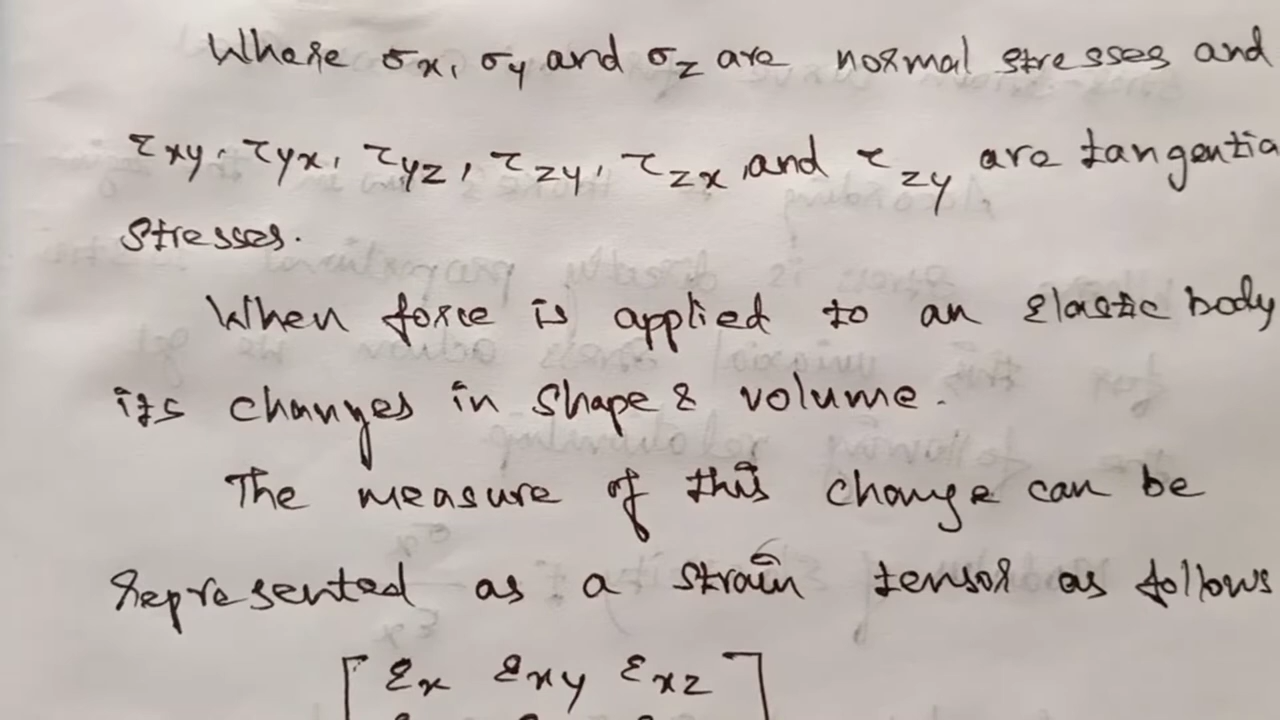 Where σx, σy and σz are normal stresses and
τxy, τyx, τyz, τzy, τzx and τzy are tangentia
stresses.
When force is applied to an elastic body
its changes in shape & volume.
The measure of this change can be
represented as a strain tensor as follows
[ εx εxy εxz ]